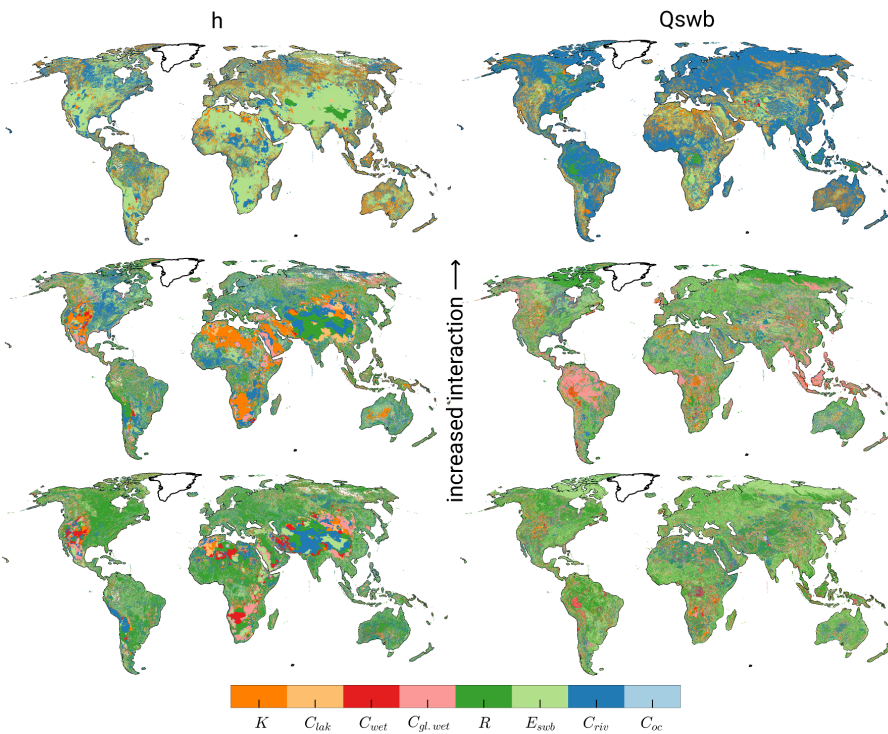 h
Qswb
increased interaction →
K C_lak C_wet C_gl.wet R E_swb C_riv C_oc